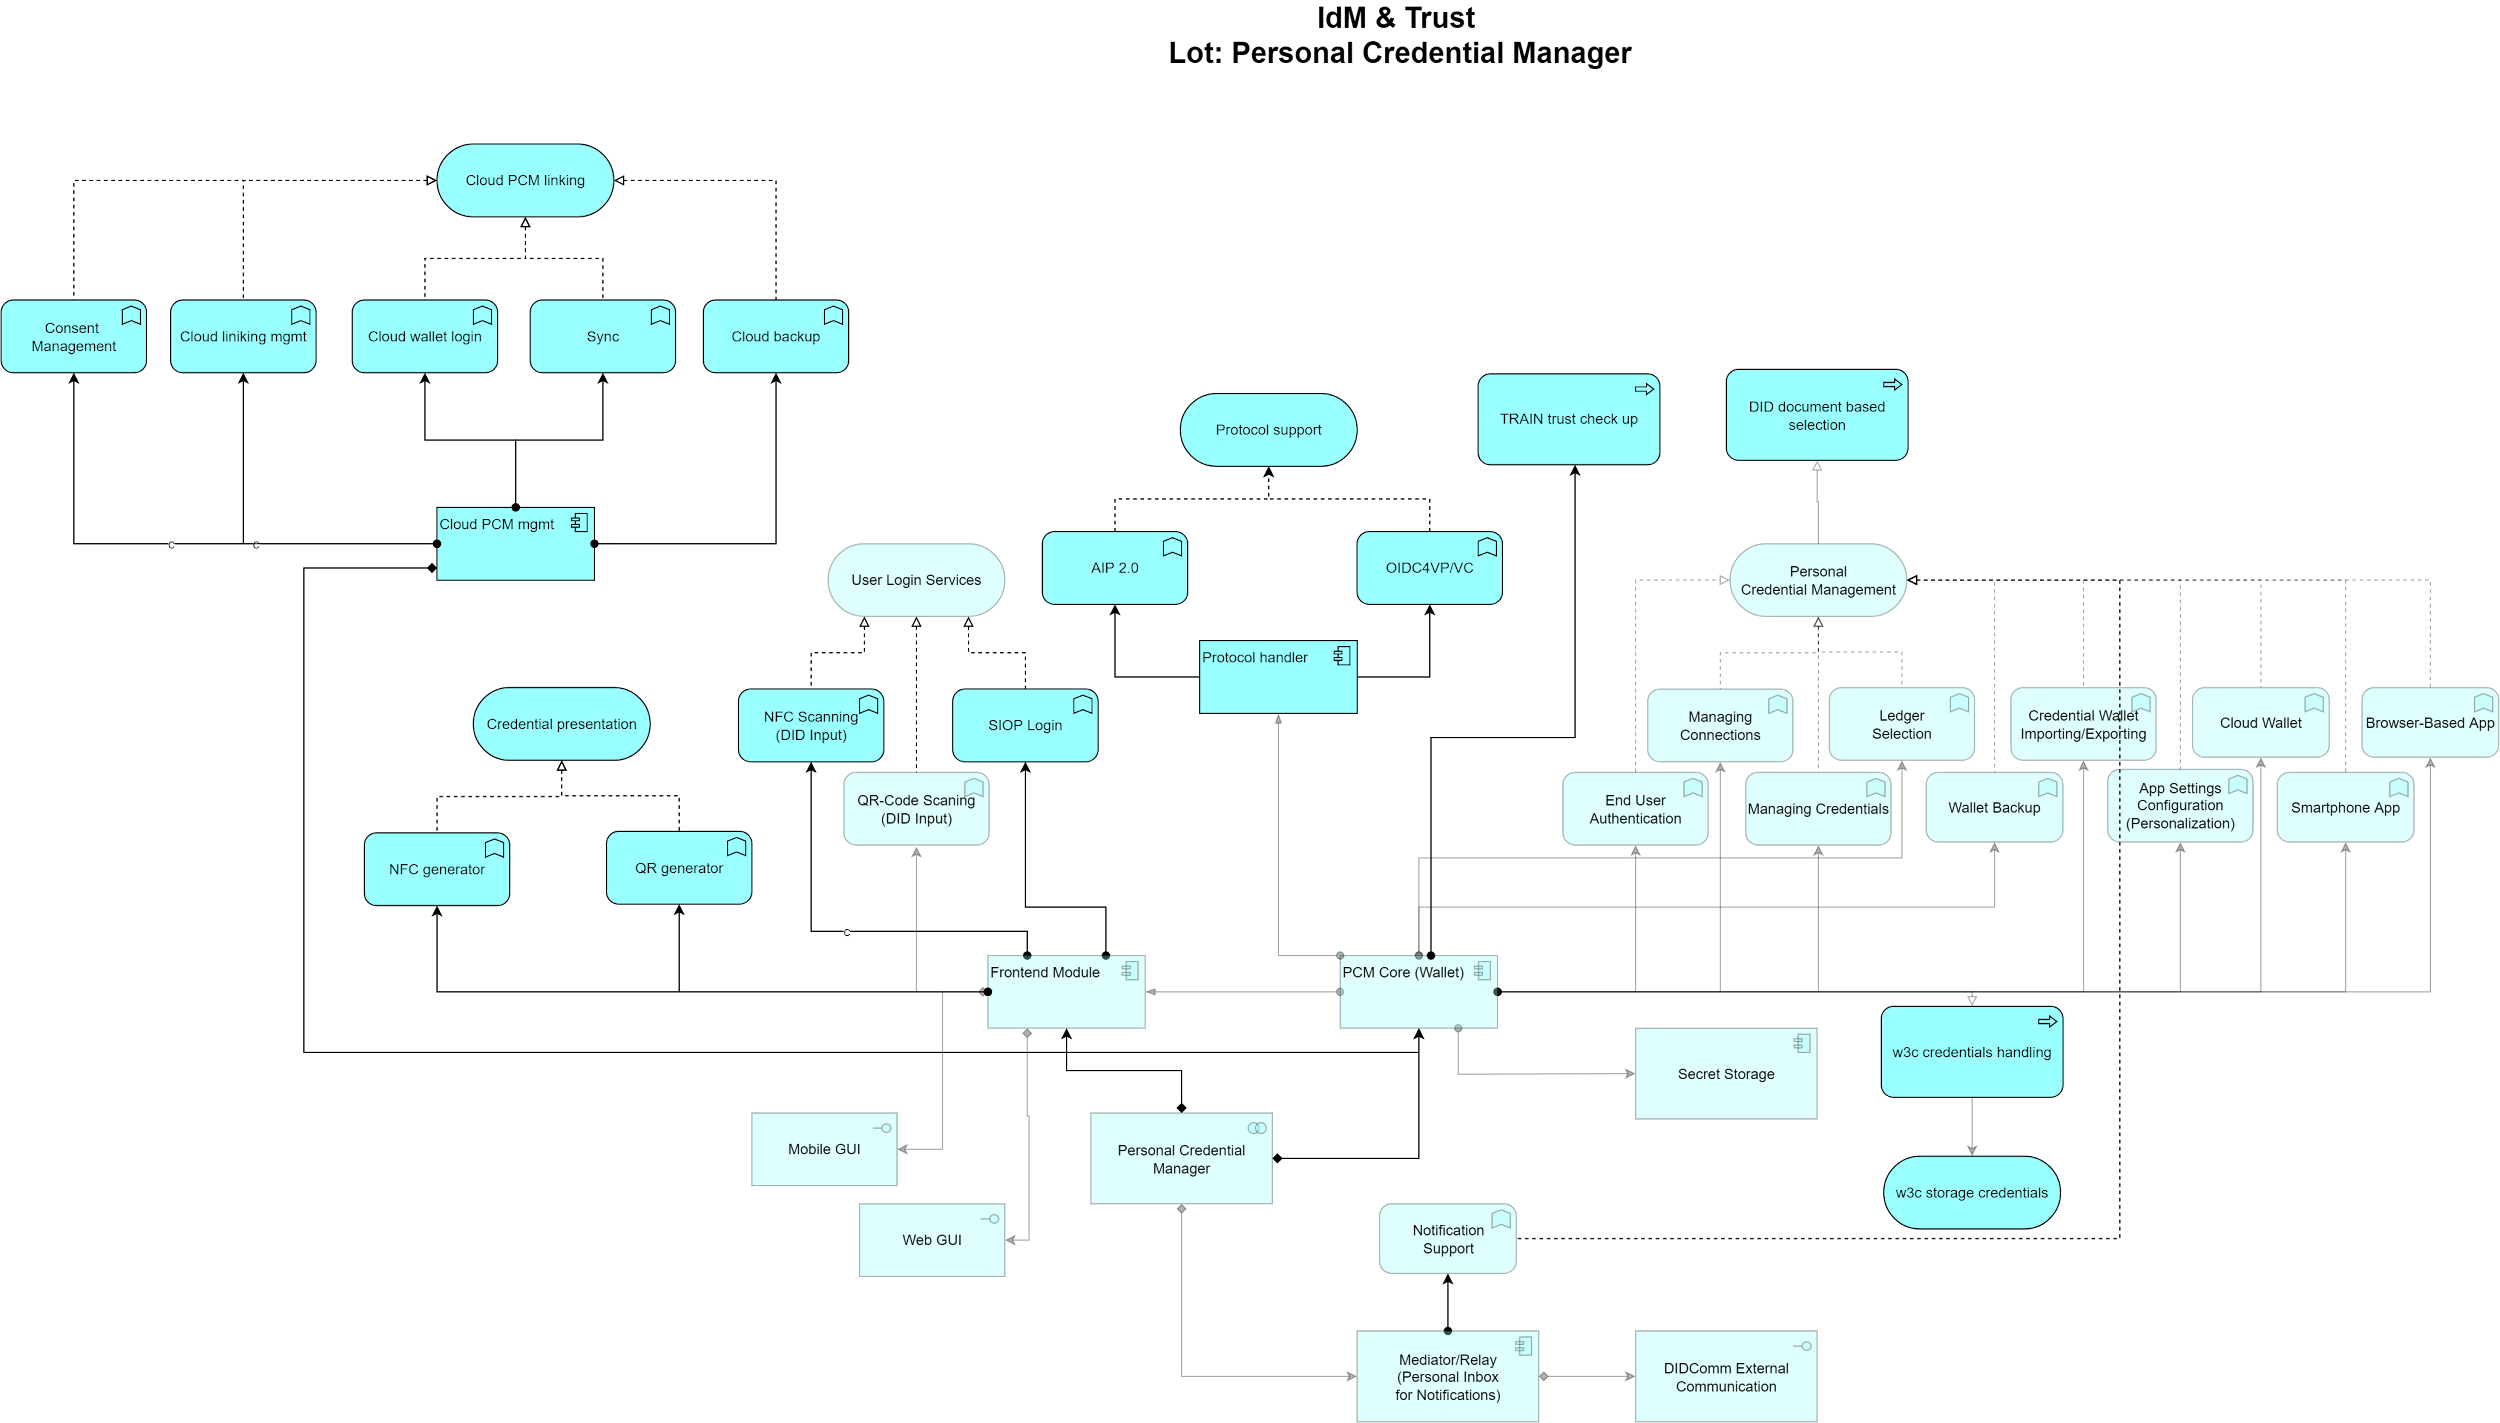 IdM & Trust
Lot: Personal Credential Manager
Cloud PCM linking
Consent
Management
Cloud liniking mgmt
Cloud wallet login
Sync
Cloud backup
Cloud PCM mgmt
C
C
Protocol support
TRAIN trust check up
DID document based
selection
AIP 2.0
OIDC4VP/VC
User Login Services
Personal
Credential Management
Protocol handler
Credential presentation
NFC Scanning
(DID Input)
SIOP Login
QR-Code Scaning
(DID Input)
NFC generator
QR generator
Managing
Connections
Ledger
Selection
Credential Wallet
Importing/Exporting
Cloud Wallet
Browser-Based App
End User
Authentication
Managing Credentials
Wallet Backup
App Settings
Configuration
(Personalization)
Smartphone App
C
Frontend Module
PCM Core (Wallet)
w3c credentials handling
Secret Storage
Mobile GUI
Personal Credential
Manager
w3c storage credentials
Web GUI
Notification
Support
Mediator/Relay
(Personal Inbox
for Notifications)
DIDComm External
Communication